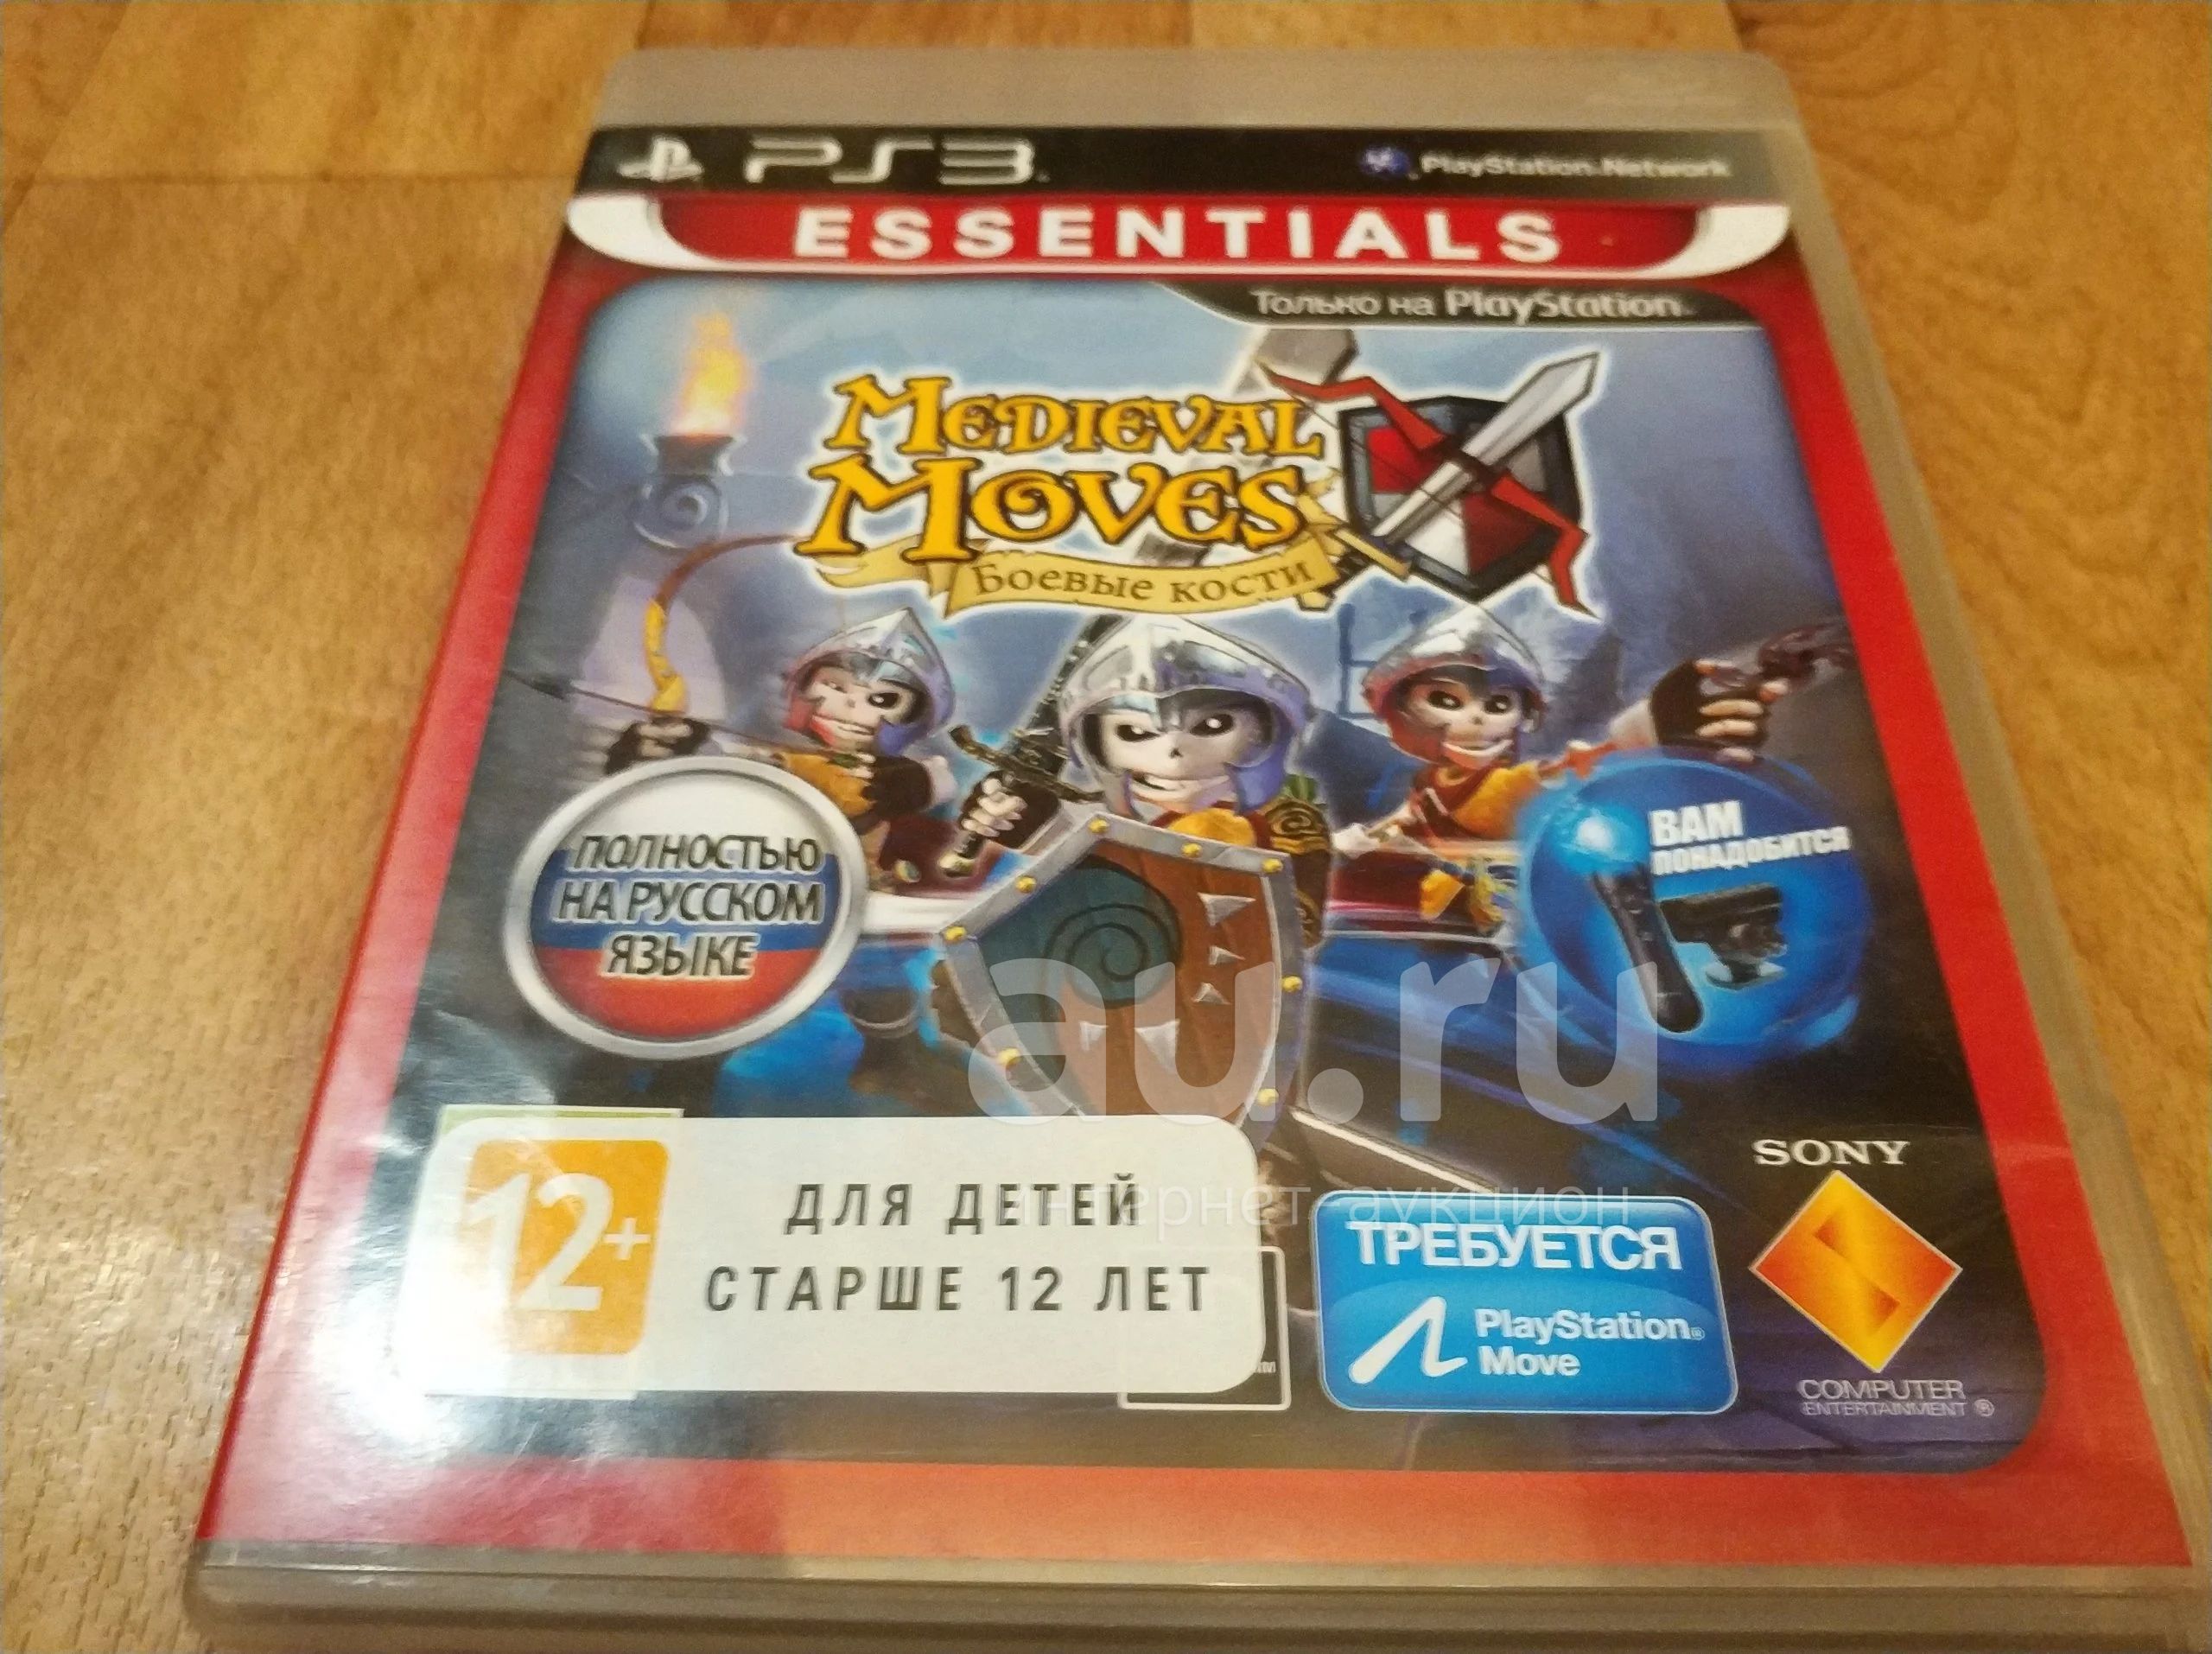 PS3
PlayStation Network
ESSENTIALS
Только на PlayStation
MEDIEVAL
MOVES
Боевые кости
ВАМ
ПОНАДОБИТСЯ
ПОЛНОСТЬЮ
НА РУССКОМ
ЯЗЫКЕ
au.ru
интернет-аукцион
12+
ДЛЯ ДЕТЕЙ
СТАРШЕ 12 ЛЕТ
ТРЕБУЕТСЯ
PlayStation®
Move
SONY
COMPUTER
ENTERTAINMENT ®